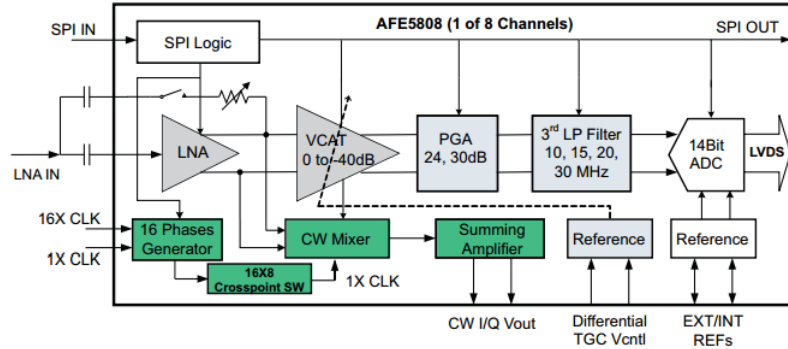 AFE5808 (1 of 8 Channels)
SPI IN
SPI Logic
SPI OUT
LNA
VCAT
0 to -40dB
PGA
24, 30dB
3rd LP Filter
10, 15, 20,
30 MHz
14Bit
ADC
LVDS
LNA IN
16X CLK
1X CLK
16 Phases
Generator
CW Mixer
Summing
Amplifier
Reference
Reference
16X8
Crosspoint SW
1X CLK
CW I/Q Vout
Differential
TGC Vcntl
EXT/INT
REFs